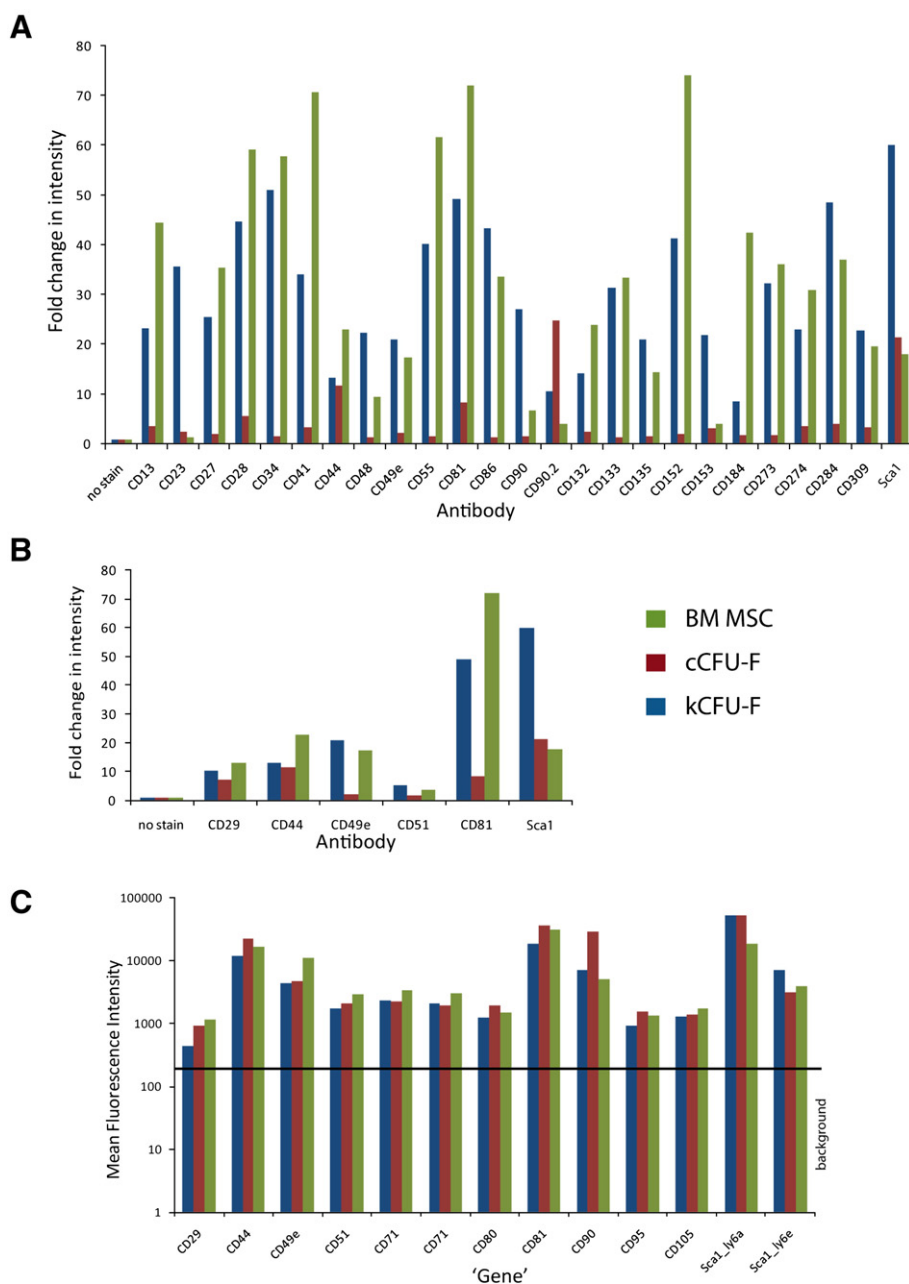 A
80
70
60
50
40
30
20
10
0
Fold change in intensity
no stain CD13 CD23 CD27 CD28 CD34 CD41 CD44 CD48 CD49e CD55 CD81 CD86 CD90 CD90.2 CD132 CD133 CD135 CD152 CD153 CD184 CD273 CD274 CD284 CD309 Sca1
Antibody
B
80
70
60
50
40
30
20
10
0
Fold change in intensity
no stain CD29 CD44 CD49e CD51 CD81 Sca1
Antibody
BM MSC
cCFU-F
kCFU-F
C
100000
10000
1000
100
10
1
Mean Fluorescence Intensity
background
CD29 CD44 CD49e CD51 CD71 CD71 CD80 CD81 CD90 CD95 CD105 Sca1_ly6a Sca1_ly6e
'Gene'